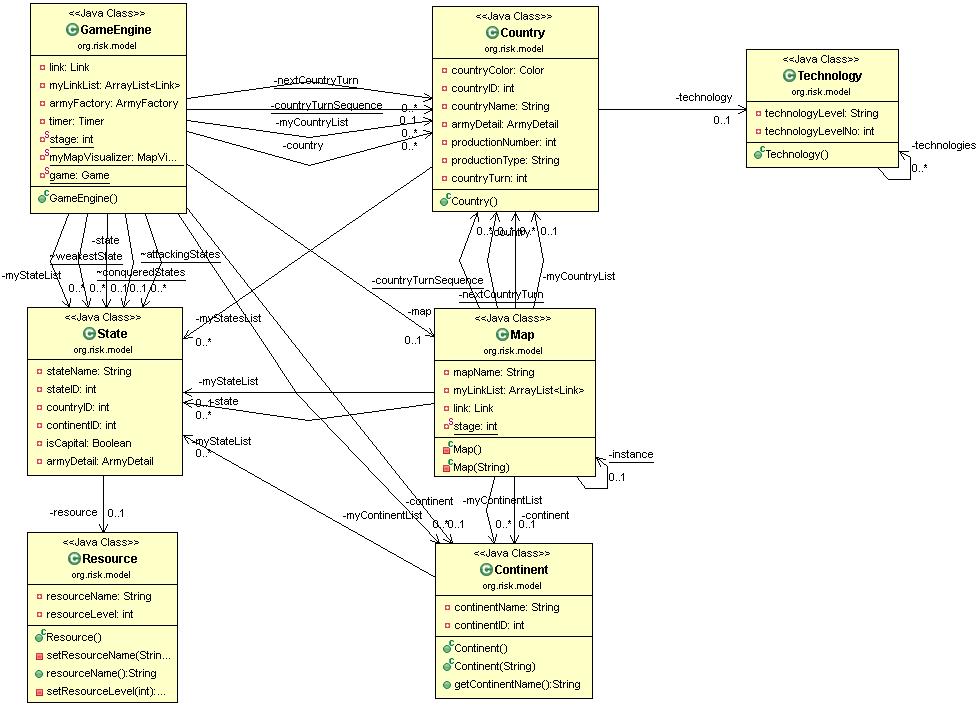 <<Java Class>>
GameEngine
org.risk.model
link: Link
myLinkList: ArrayList<Link>
armyFactory: ArmyFactory
timer: Timer
S stage: int
S myMapVisualizer: MapVi...
S game: Game
C GameEngine()
<<Java Class>>
Country
org.risk.model
countryColor: Color
countryID: int
countryName: String
armyDetail: ArmyDetail
productionNumber: int
productionType: String
countryTurn: int
C Country()
<<Java Class>>
Technology
org.risk.model
technologyLevel: String
technologyLevelNo: int
C Technology()
-technologies
0..*
-technology
0..1
-nextCountryTurn
-countryTurnSequence
0..*
-myCountryList
0..1
0..*
-country
0..*
-state
~weakestState
~attackingStates
-myStateList
~conqueredStates
0..*
0..*
0..1
0..1
0..*
0..*
-country
0..*
0..1
-myCountryList
-countryTurnSequence
-nextCountryTurn
-map
0..1
-myStatesList
0..*
<<Java Class>>
State
org.risk.model
stateName: String
stateID: int
countryID: int
continentID: int
isCapital: Boolean
armyDetail: ArmyDetail
<<Java Class>>
Map
org.risk.model
mapName: String
myLinkList: ArrayList<Link>
link: Link
S stage: int
C Map()
C Map(String)
-instance
0..1
-myStateList
0..1
-state
0..*
-myStateList
0..*
-resource
0..1
-continent
-myContinentList
0..*
0..1
-myContinentList
-continent
0..*
0..1
<<Java Class>>
Resource
org.risk.model
resourceName: String
resourceLevel: int
C Resource()
setResourceName(Strin...
resourceName():String
setResourceLevel(int):...
<<Java Class>>
Continent
org.risk.model
continentName: String
continentID: int
C Continent()
C Continent(String)
getContinentName():String